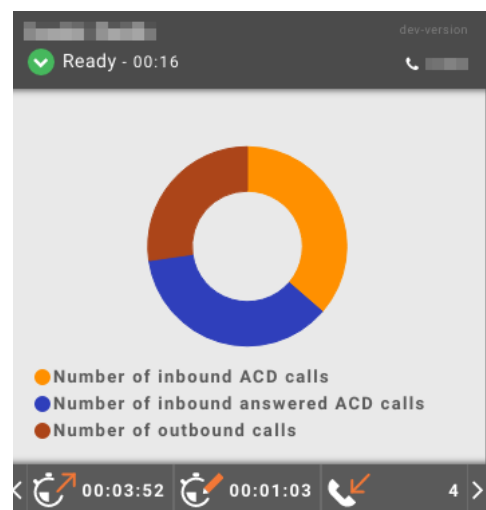 dev-version
Ready - 00:16
Number of inbound ACD calls
Number of inbound answered ACD calls
Number of outbound calls
00:03:52 00:01:03 4